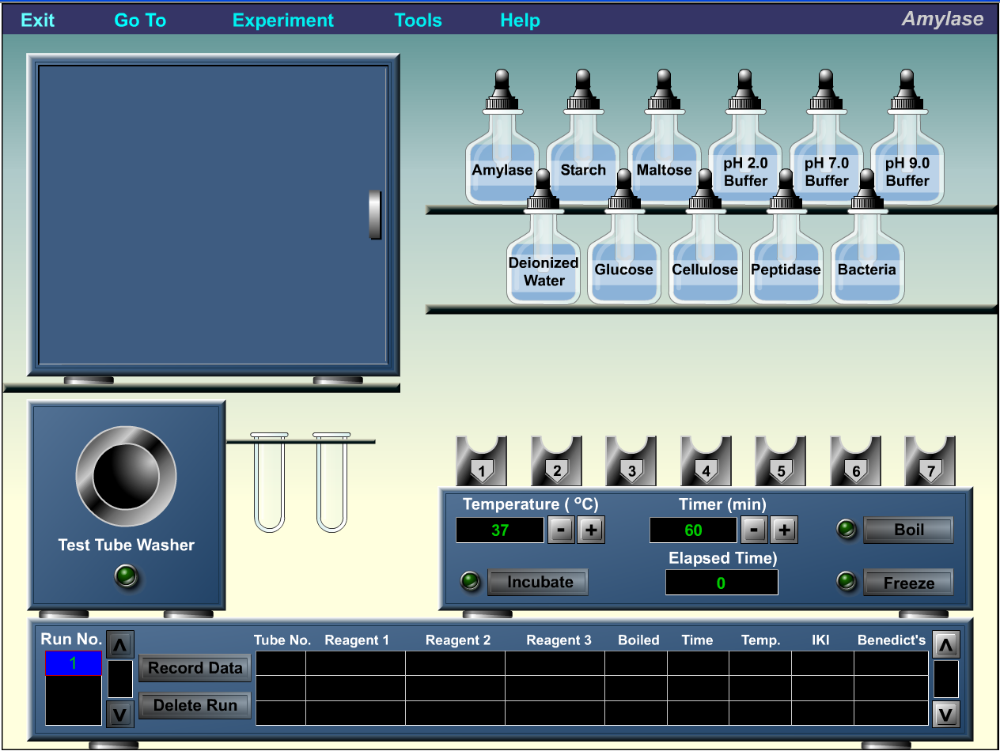 Exit Go To Experiment Tools Help Amylase
Amylase Starch Maltose pH 2.0 Buffer pH 7.0 Buffer pH 9.0 Buffer
Deionized Water Glucose Cellulose Peptidase Bacteria
1 2 3 4 5 6 7
Temperature ( °C) Timer (min)
37 - + 60 - + Boil
Elapsed Time)
Incubate 0 Freeze
Test Tube Washer
Run No. Λ Tube No. Reagent 1 Reagent 2 Reagent 3 Boiled Time Temp. IKI Benedict's Λ
1 Record Data
V Delete Run V